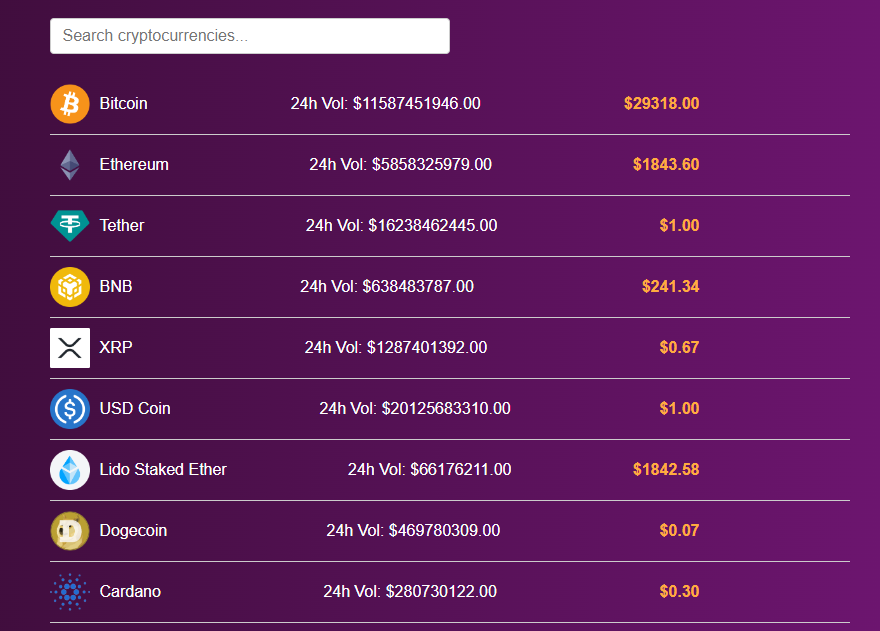 Search cryptocurrencies...
Bitcoin 24h Vol: $11587451946.00 $29318.00
Ethereum 24h Vol: $5858325979.00 $1843.60
Tether 24h Vol: $16238462445.00 $1.00
BNB 24h Vol: $638483787.00 $241.34
XRP 24h Vol: $1287401392.00 $0.67
USD Coin 24h Vol: $20125683310.00 $1.00
Lido Staked Ether 24h Vol: $66176211.00 $1842.58
Dogecoin 24h Vol: $469780309.00 $0.07
Cardano 24h Vol: $280730122.00 $0.30